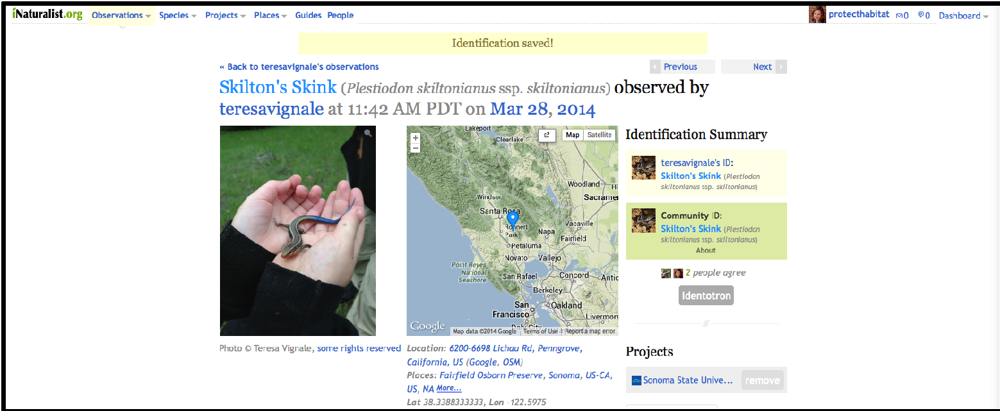 iNaturalist.org Observations Species Projects Places Guides People protecthabitat 0 0 Dashboard
Identification saved!
« Back to teresavignale's observations
Previous Next
Skilton's Skink (Plestiodon skiltonianus ssp. skiltonianus) observed by
teresavignale at 11:42 AM PDT on Mar 28, 2014
Lakeport
Clearlake
Map Satellite
Woodland
Hi
Windsor
Sacramen
Santa Rosa
Rohnert
Park
Vacaville
Napa
Fairfield
Petaluma
Novato
Vallejo
Point Reyes
National
Seashore
San Rafael
Concord
Antio
Berkeley
San
Francisco
Oakland
Livermore
Daly City
Google
Map data ©2014 Google Terms of Use Report a map error
Identification Summary
teresavignale's ID:
Skilton's Skink (Plestiodon
skiltonianus ssp. skiltonianus)
Community ID:
Skilton's Skink (Plestiodon
skiltonianus ssp. skiltonianus)
About
2 people agree
Identotron
Photo © Teresa Vignale, some rights reserved
Location: 6200-6698 Lichau Rd, Penngrove,
California, US (Google, OSM)
Places: Fairfield Osborn Preserve, Sonoma, US-CA,
US, NA More...
Lat 38.3388333333, Lon -122.5975
Projects
Sonoma State Unive... remove